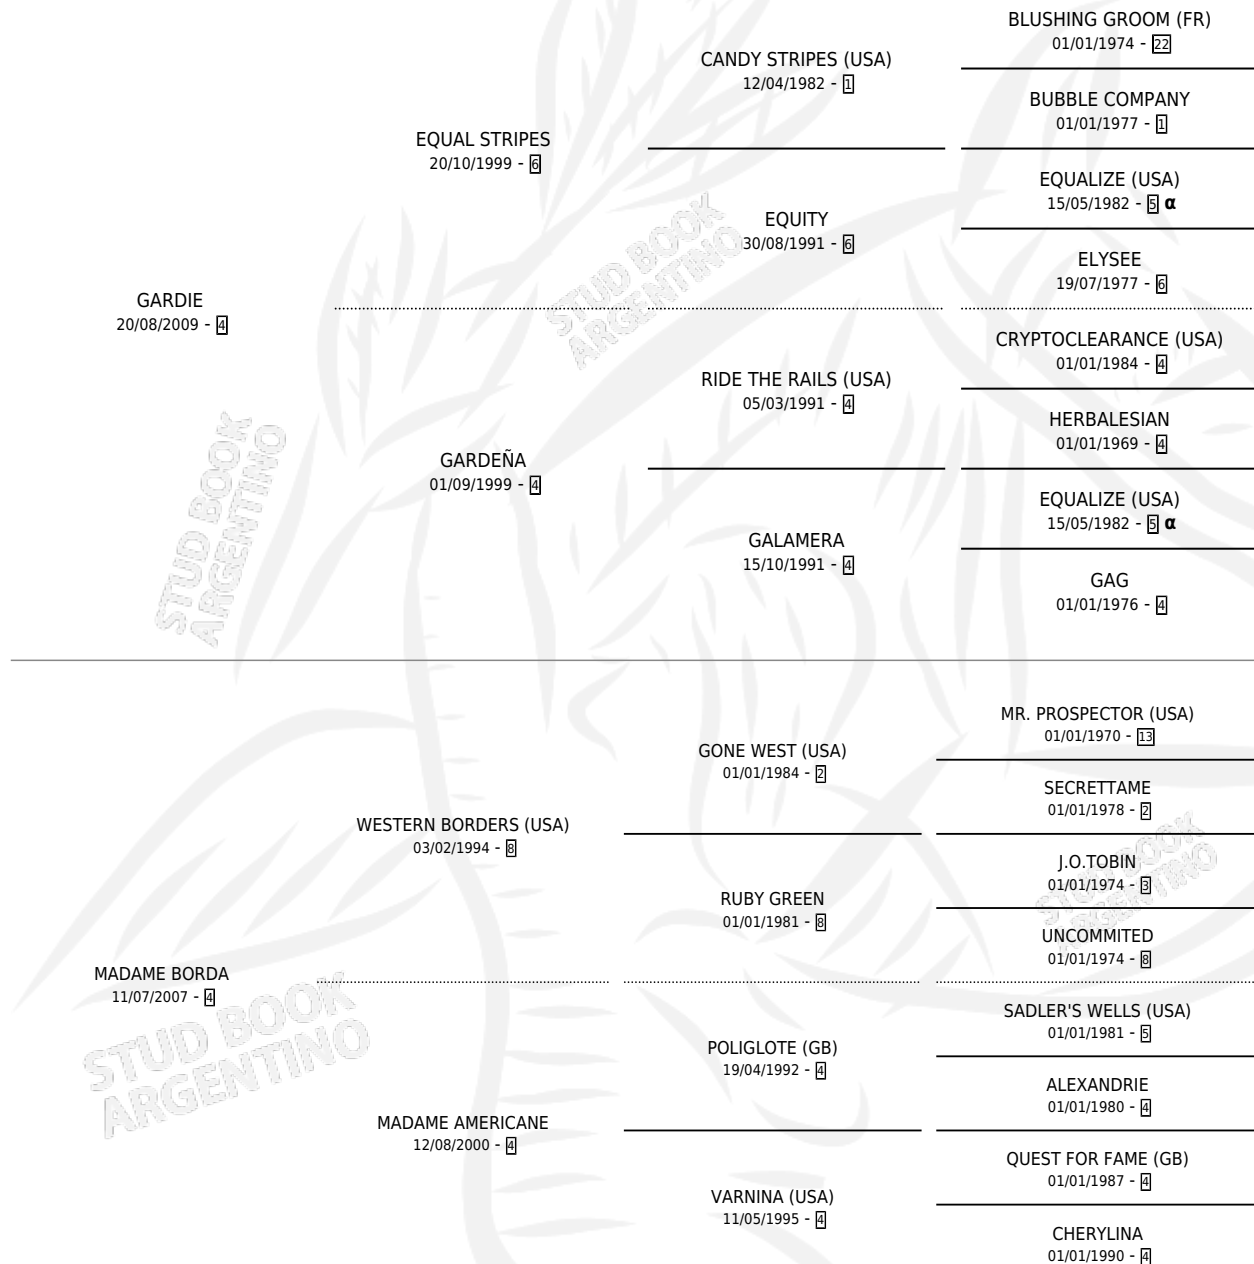 BLUSHING GROOM (FR)
01/01/1974 - 22
CANDY STRIPES (USA)
12/04/1982 - 1
BUBBLE COMPANY
01/01/1977 - 1
EQUAL STRIPES
20/10/1999 - 6
EQUALIZE (USA)
15/05/1982 - 5 α
EQUITY
30/08/1991 - 6
ELYSEE
19/07/1977 - 6
GARDIE
20/08/2009 - 4
CRYPTOCLEARANCE (USA)
01/01/1984 - 4
RIDE THE RAILS (USA)
05/03/1991 - 4
HERBALESIAN
01/01/1969 - 4
GARDEÑA
01/09/1999 - 4
EQUALIZE (USA)
15/05/1982 - 5 α
GALAMERA
15/10/1991 - 4
GAG
01/01/1976 - 4
STUD BOOK
ARGENTINO
STUD BOOK
ARGENTINO
MR. PROSPECTOR (USA)
01/01/1970 - 13
GONE WEST (USA)
01/01/1984 - 2
SECRETTAME
01/01/1978 - 2
WESTERN BORDERS (USA)
03/02/1994 - 8
J.O.TOBIN
01/01/1974 - 3
RUBY GREEN
01/01/1981 - 8
UNCOMMITED
01/01/1974 - 8
MADAME BORDA
11/07/2007 - 4
SADLER'S WELLS (USA)
01/01/1981 - 5
POLIGLOTE (GB)
19/04/1992 - 4
ALEXANDRIE
01/01/1980 - 4
MADAME AMERICANE
12/08/2000 - 4
QUEST FOR FAME (GB)
01/01/1987 - 4
VARNINA (USA)
11/05/1995 - 4
CHERYLINA
01/01/1990 - 4
STUD BOOK
ARGENTINO
STUD BOOK
ARGENTINO